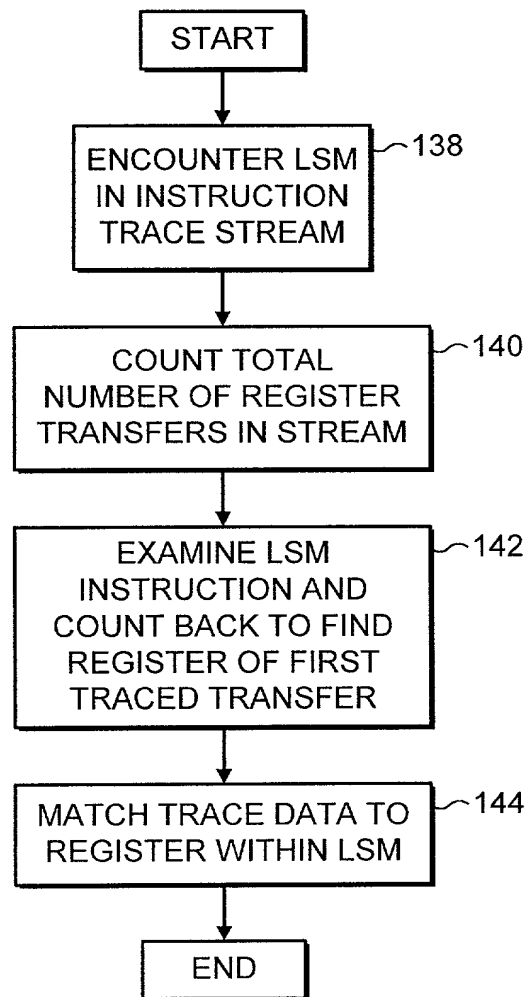 START
ENCOUNTER LSM
IN INSTRUCTION
TRACE STREAM
138
COUNT TOTAL
NUMBER OF REGISTER
TRANSFERS IN STREAM
140
EXAMINE LSM
INSTRUCTION AND
COUNT BACK TO FIND
REGISTER OF FIRST
TRACED TRANSFER
142
MATCH TRACE DATA TO
REGISTER WITHIN LSM
144
END